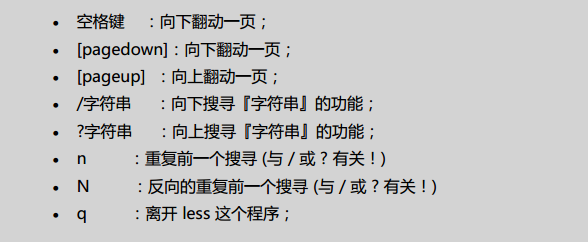 • 空格键 ：向下翻动一页；
• [pagedown]：向下翻动一页；
• [pageup] ：向上翻动一页；
• /字符串 ：向下搜寻『字符串』的功能；
• ?字符串 ：向上搜寻『字符串』的功能；
• n ：重复前一个搜寻 (与 / 或 ? 有关！)
• N ：反向的重复前一个搜寻 (与 / 或 ? 有关！)
• q ：离开 less 这个程序；